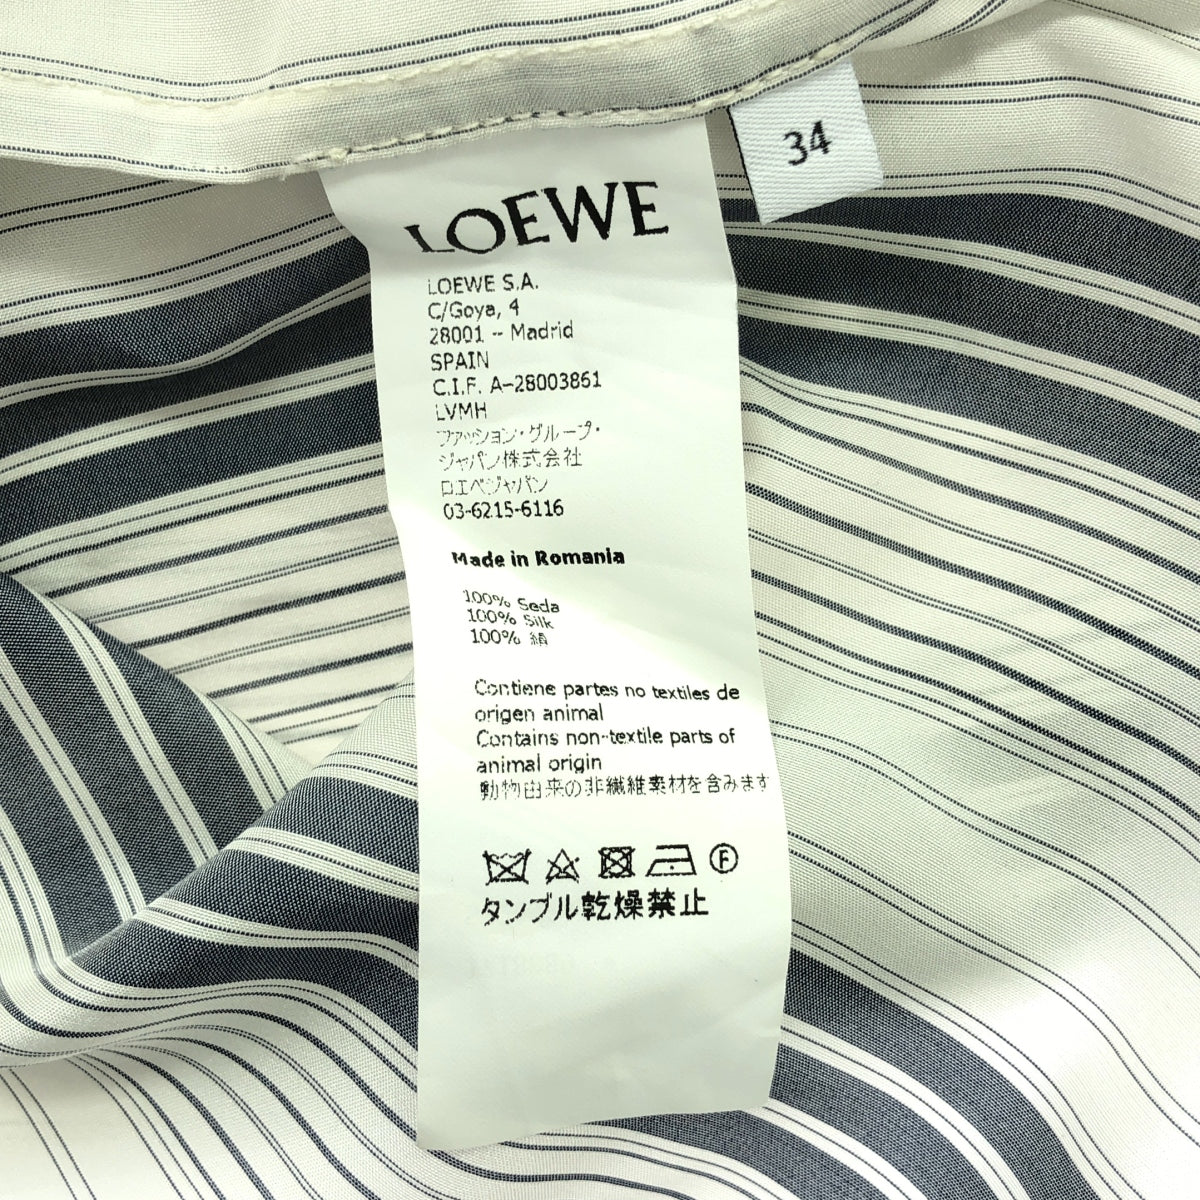 34
LOEWE
LOEWE S.A.
C/Goya, 4
28001 - Madrid
SPAIN
C.I.F. A-28003861
LVMH
ファッション・グループ・
ジャパン株式会社
ロエベジャパン
03-6215-6116
Made in Romania
100% Seda
100% Silk
100% 絹
Contiene partes no textiles de
origen animal
Contains non-textile parts of
animal origin
動物由来の非繊維素材を含みます
F
タンブル乾燥禁止